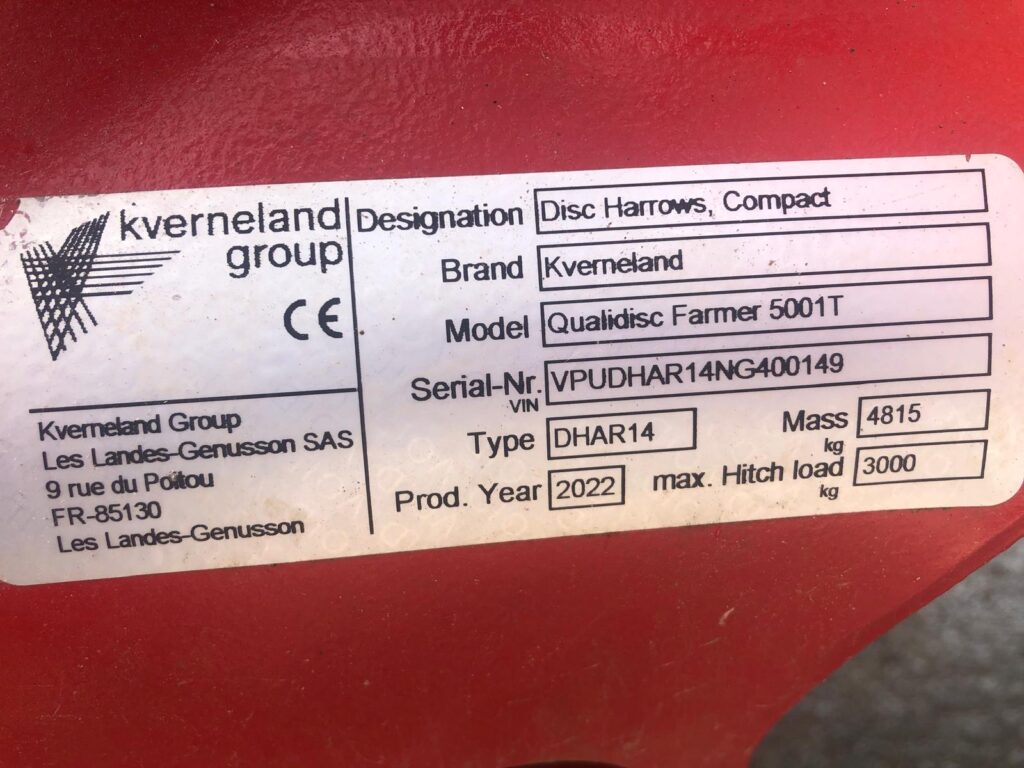 kverneland
group
CE
Kverneland Group
Les Landes-Genusson SAS
9 rue du Poitou
FR-85130
Les Landes-Genusson
Designation Disc Harrows, Compact
Brand Kverneland
Model Qualidisc Farmer 5001T
Serial-Nr. VPUDHAR14NG400149
VIN
Type DHAR14
Mass 4815
kg
Prod. Year 2022
max. Hitch load 3000
kg